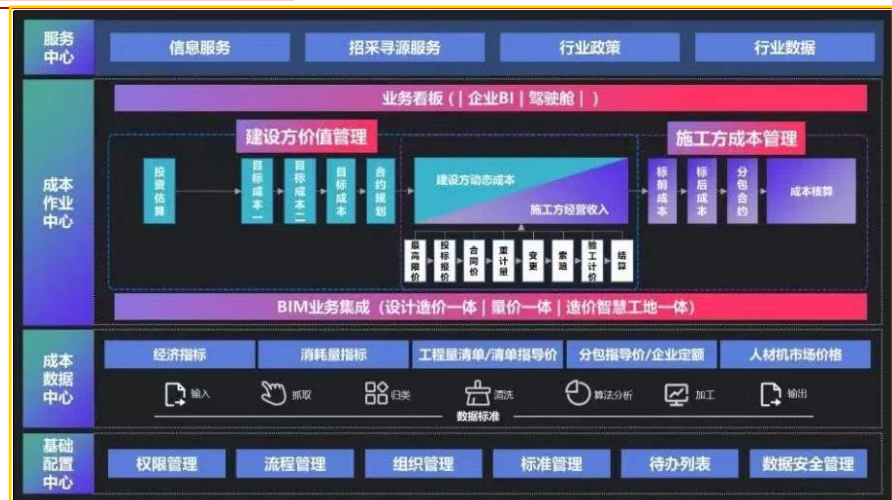 服务中心
信息服务
招采寻源服务
行业政策
行业数据
成本作业中心
业务看板 ( | 企业BI | 驾驶舱 | )
建设方价值管理
施工方成本管理
投资估算
目标成本一
目标成本二
目标成本
合约规划
建设方动态成本
施工方经营收入
标前成本
标后成本
分包合约
成本核算
最高限价
投标报价
合同价
重计量
变更
索赔
验工计价
结算
BIM业务集成（设计造价一体 | 量价一体 | 造价智慧工地一体）
成本数据中心
经济指标
消耗量指标
工程量清单/清单指导价
分包指导价/企业定额
人材机市场价格
输入
抓取
归类
清洗
算法分析
加工
输出
数据标准
基础配置中心
权限管理
流程管理
组织管理
标准管理
待办列表
数据安全管理